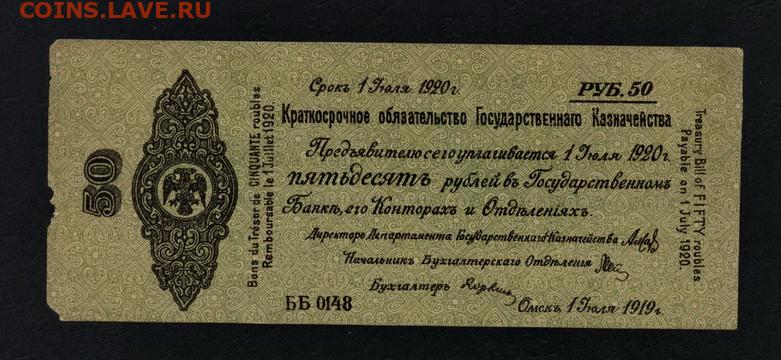 COINS.LAVE.RU
Срокъ 1 Июля 1920 г.
РУБ. 50
Краткосрочное обязательство Государственнаго Казначейства
Предъявителю сего уплачивается 1 Июля 1920 г.
пятьдесятъ рублей въ Государственномъ
Банкѣ, его Конторахъ и Отдѣленіяхъ.
Директоръ Департамента Государственнаго Казначейства
Начальникъ Бухгалтерскаго Отдѣленія
Бухгалтеръ
ББ 0148
Омскъ 1 Июля 1919 г.
50
Bons du Trésor de CINQUANTE roubles
Remboursable le 1 Juillet 1920.
Treasury Bill of FIFTY roubles
Payable on 1 July 1920.